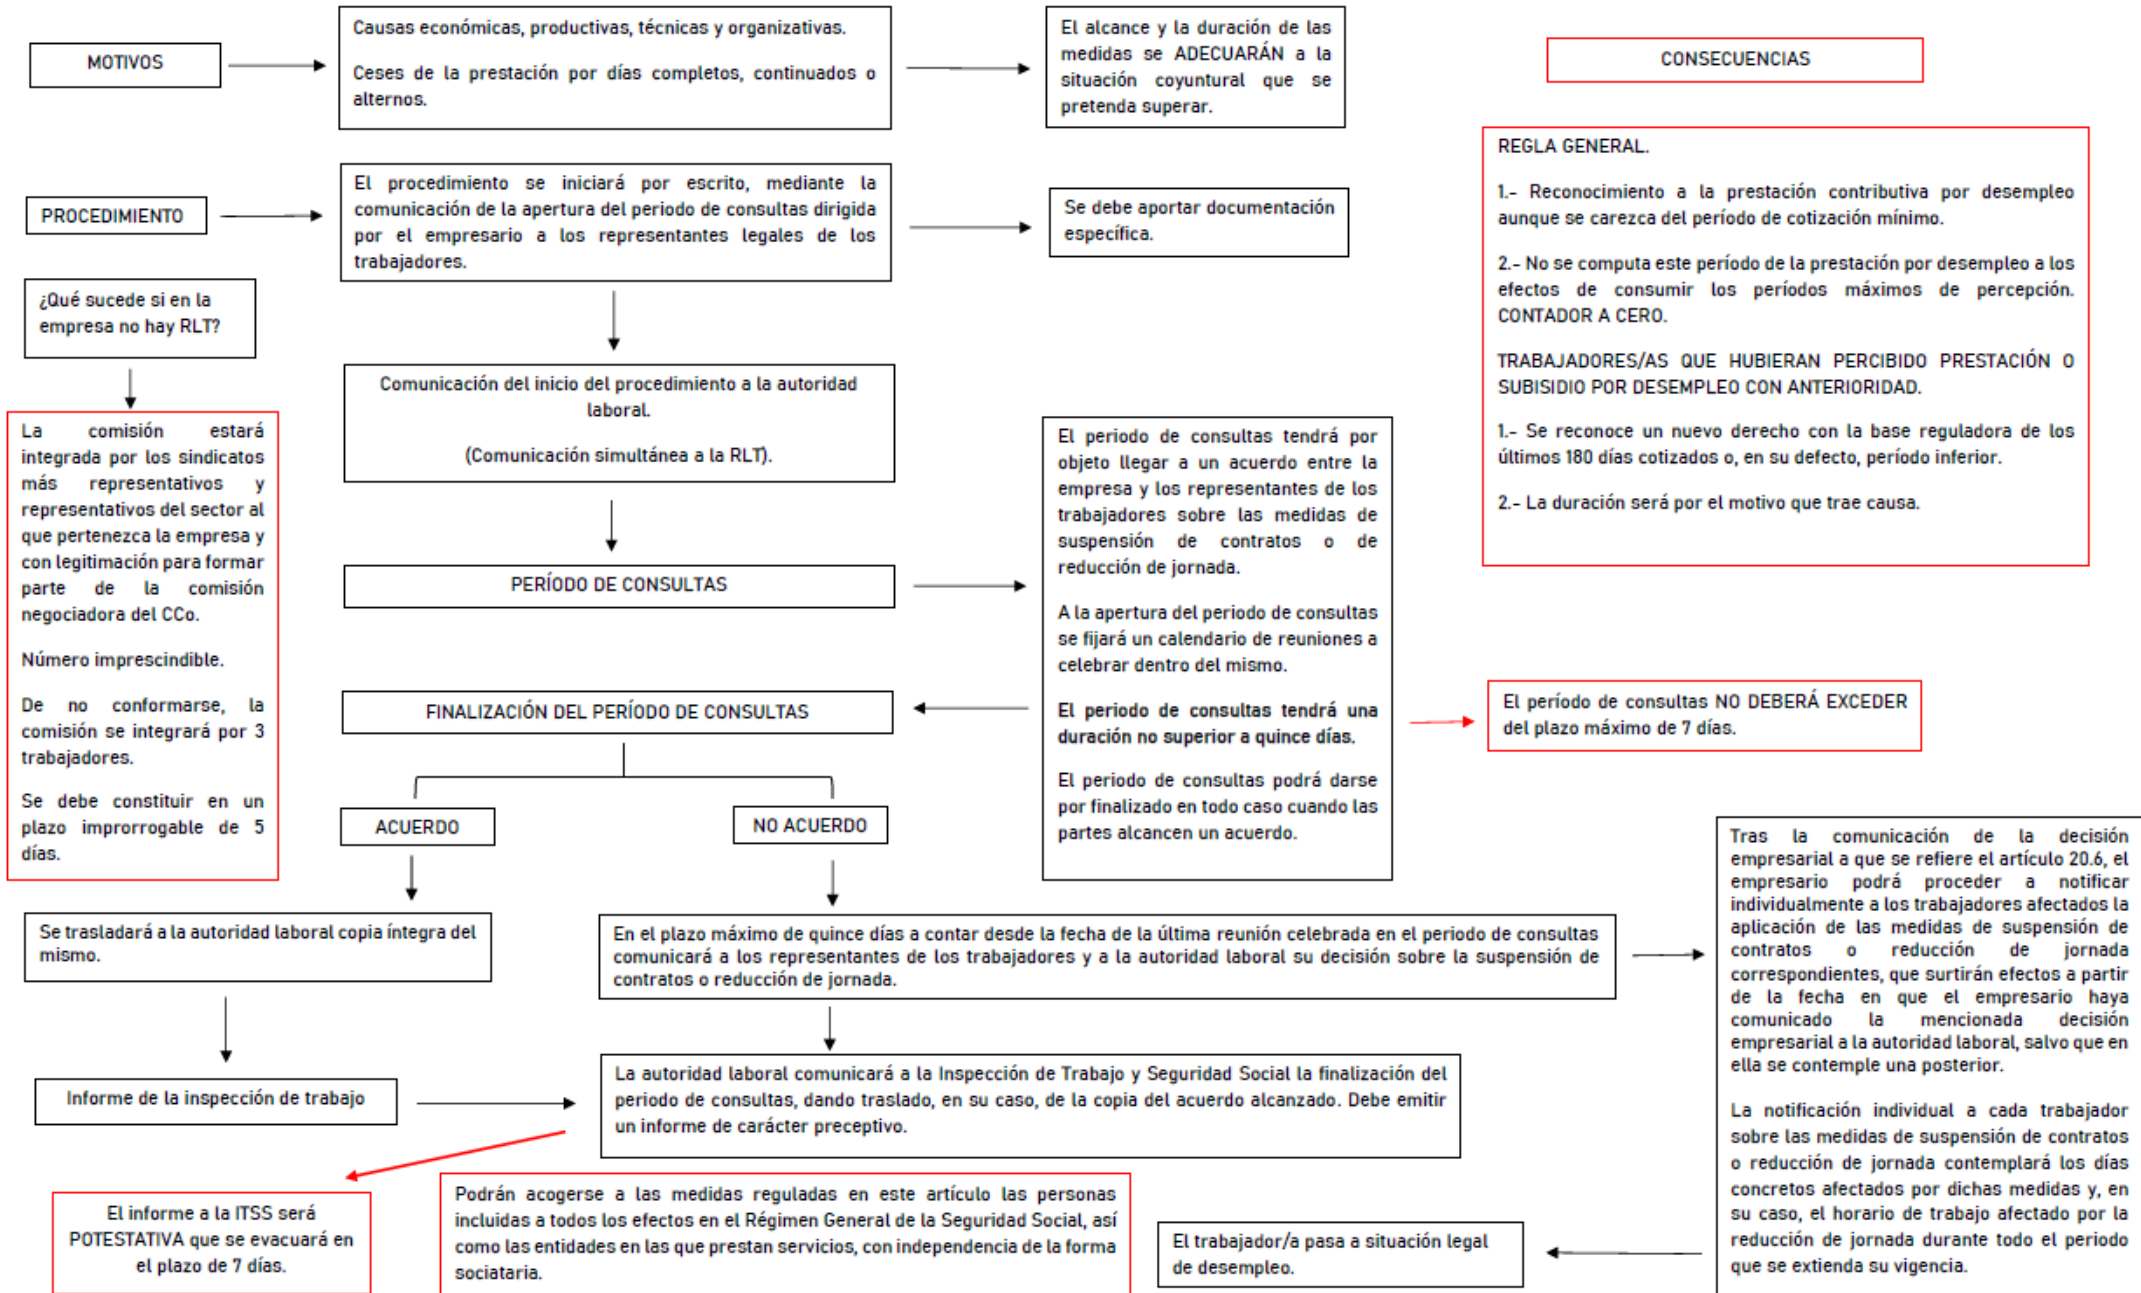 MOTIVOS
Causas económicas, productivas, técnicas y organizativas.
Ceses de la prestación por días completos, continuados o
alternos.
El alcance y la duración de las
medidas se ADECUARÁN a la
situación coyuntural que se
pretenda superar.
CONSECUENCIAS
REGLA GENERAL.
1.- Reconocimiento a la prestación contributiva por desempleo
aunque se carezca del período de cotización mínimo.
2.- No se computa este período de la prestación por desempleo a los
efectos de consumir los períodos máximos de percepción.
CONTADOR A CERO.
TRABAJADORES/AS QUE HUBIERAN PERCIBIDO PRESTACIÓN O
SUBISIDIO POR DESEMPLEO CON ANTERIORIDAD.
1.- Se reconoce un nuevo derecho con la base reguladora de los
últimos 180 días cotizados o, en su defecto, período inferior.
2.- La duración será por el motivo que trae causa.
PROCEDIMIENTO
El procedimiento se iniciará por escrito, mediante la
comunicación de la apertura del periodo de consultas dirigida
por el empresario a los representantes legales de los
trabajadores.
Se debe aportar documentación
específica.
¿Qué sucede si en la
empresa no hay RLT?
La comisión estará
integrada por los sindicatos
más representativos y
representativos del sector al
que pertenezca la empresa y
con legitimación para formar
parte de la comisión
negociadora del CCo.
Número imprescindible.
De no conformarse, la
comisión se integrará por 3
trabajadores.
Se debe constituir en un
plazo improrrogable de 5
días.
Comunicación del inicio del procedimiento a la autoridad
laboral.
(Comunicación simultánea a la RLT).
PERÍODO DE CONSULTAS
El periodo de consultas tendrá por
objeto llegar a un acuerdo entre la
empresa y los representantes de los
trabajadores sobre las medidas de
suspensión de contratos o de
reducción de jornada.
A la apertura del periodo de consultas
se fijará un calendario de reuniones a
celebrar dentro del mismo.
El periodo de consultas tendrá una
duración no superior a quince días.
El periodo de consultas podrá darse
por finalizado en todo caso cuando las
partes alcancen un acuerdo.
El período de consultas NO DEBERÁ EXCEDER
del plazo máximo de 7 días.
FINALIZACIÓN DEL PERÍODO DE CONSULTAS
ACUERDO
NO ACUERDO
Se trasladará a la autoridad laboral copia íntegra del
mismo.
En el plazo máximo de quince días a contar desde la fecha de la última reunión celebrada en el periodo de consultas
comunicará a los representantes de los trabajadores y a la autoridad laboral su decisión sobre la suspensión de
contratos o reducción de jornada.
Tras la comunicación de la decisión
empresarial a que se refiere el artículo 20.6, el
empresario podrá proceder a notificar
individualmente a los trabajadores afectados la
aplicación de las medidas de suspensión de
contratos o reducción de jornada
correspondientes, que surtirán efectos a partir
de la fecha en que el empresario haya
comunicado la mencionada decisión
empresarial a la autoridad laboral, salvo que en
ella se contemple una posterior.
La notificación individual a cada trabajador
sobre las medidas de suspensión de contratos
o reducción de jornada contemplará los días
concretos afectados por dichas medidas y, en
su caso, el horario de trabajo afectado por la
reducción de jornada durante todo el periodo
que se extienda su vigencia.
Informe de la inspección de trabajo
La autoridad laboral comunicará a la Inspección de Trabajo y Seguridad Social la finalización del
periodo de consultas, dando traslado, en su caso, de la copia del acuerdo alcanzado. Debe emitir
un informe de carácter preceptivo.
El informe a la ITSS será
POTESTATIVA que se evacuará en
el plazo de 7 días.
Podrán acogerse a las medidas reguladas en este artículo las personas
incluidas a todos los efectos en el Régimen General de la Seguridad Social, así
como las entidades en las que prestan servicios, con independencia de la forma
sociataria.
El trabajador/a pasa a situación legal
de desempleo.